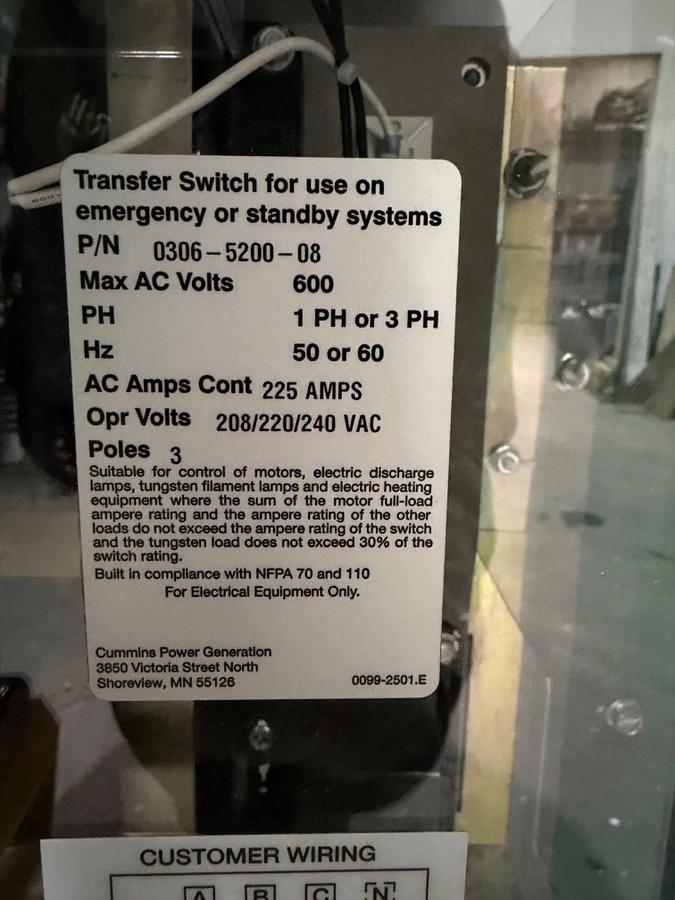 Transfer Switch for use on
emergency or standby systems
P/N 0306-5200-08
Max AC Volts 600
PH 1 PH or 3 PH
Hz 50 or 60
AC Amps Cont 225 AMPS
Opr Volts 208/220/240 VAC
Poles 3
Suitable for control of motors, electric discharge
lamps, tungsten filament lamps and electric heating
equipment where the sum of the motor full-load
ampere rating and the ampere rating of the other
loads do not exceed the ampere rating of the switch
and the tungsten load does not exceed 30% of the
switch rating.
Built in compliance with NFPA 70 and 110
For Electrical Equipment Only.
Cummins Power Generation
3850 Victoria Street North
Shoreview, MN 55126 0099-2501.E
CUSTOMER WIRING
A B C N